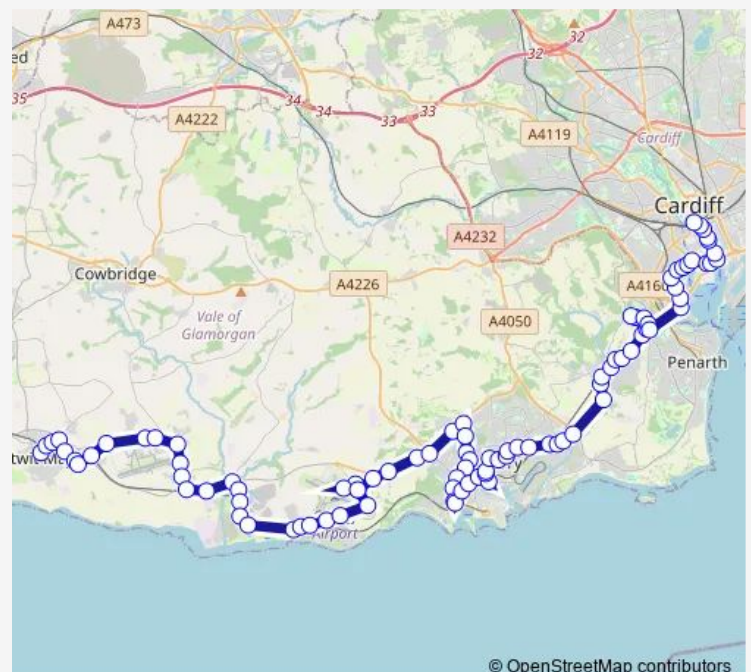 A473
32
32
35
A4222
34
34
33
33
A4119
Cardiff
Cardiff
A4232
Cowbridge
A4226
Vale of
Glamorgan
A4050
Penarth
Airport
© OpenStreetMap contributors